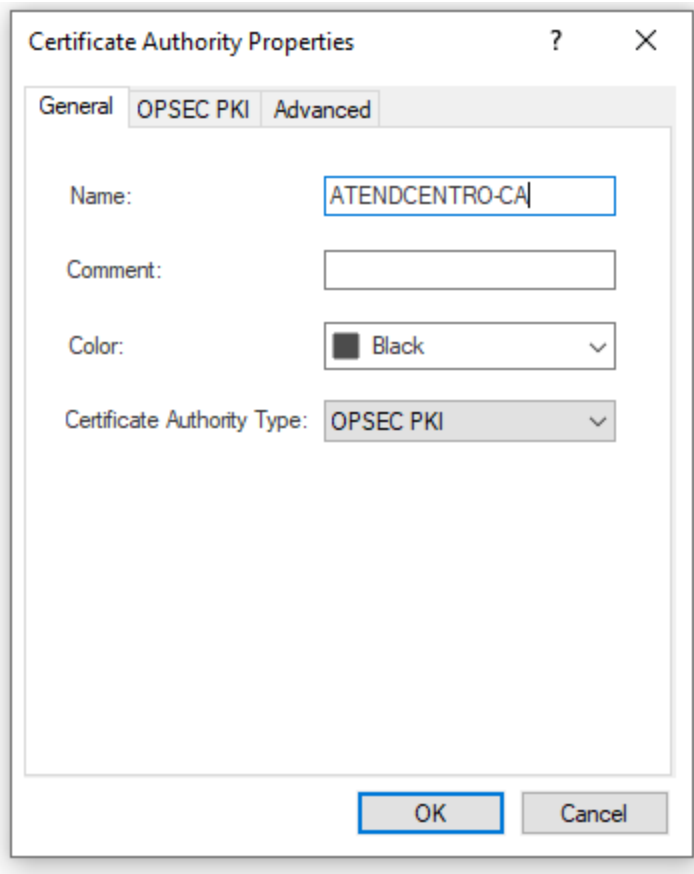 Certificate Authority Properties ?
General OPSEC PKI Advanced
Name: ATENDCENTRO-CA
Comment:
Color: Black
Certificate Authority Type: OPSEC PKI
OK Cancel